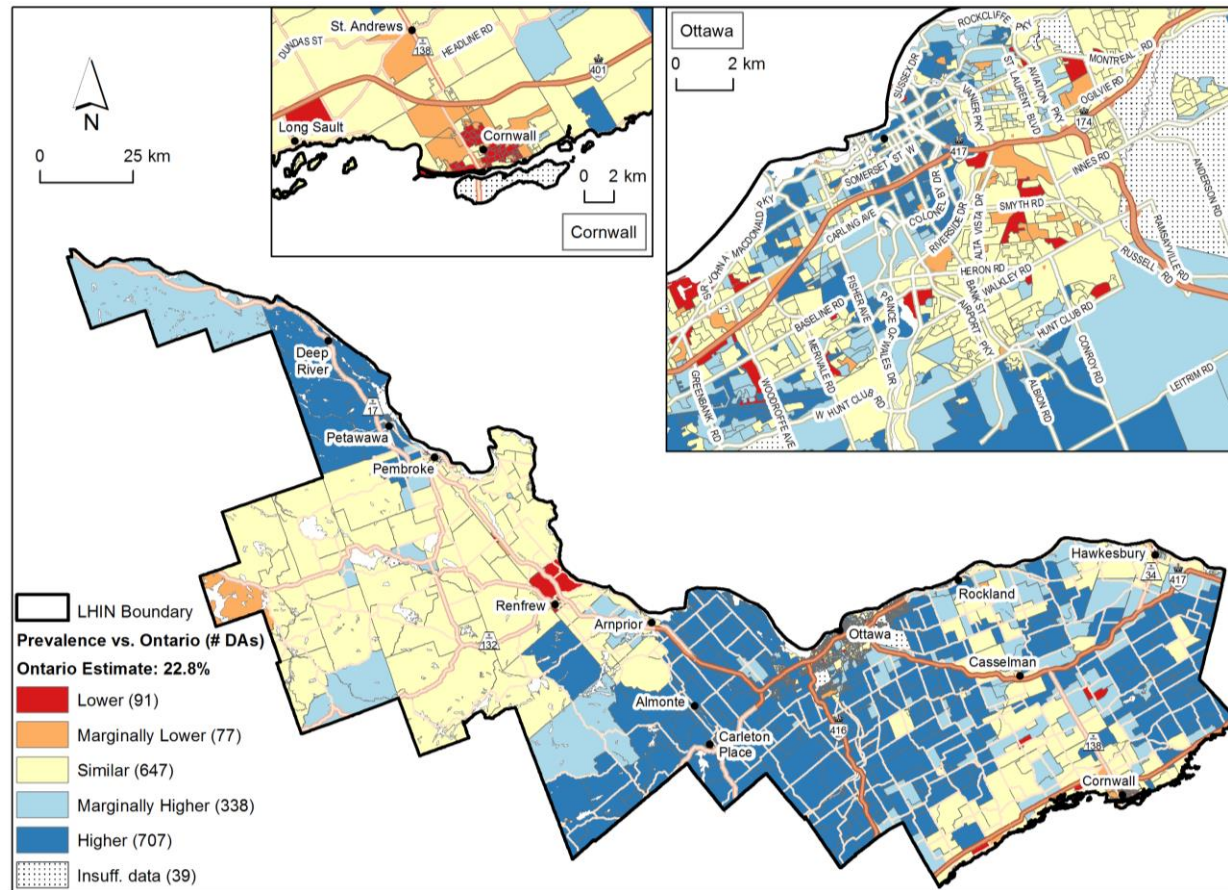 N
0 25 km
St. Andrews
DUNDAS ST
138
HEADLINE RD
401
Long Sault
Cornwall
0 2 km
Cornwall
Ottawa
0 2 km
ROCKCLIFFE PKY
SUSSEX DR
VANIER PKY
ST. LAURENT BLVD
AVIATION PKY
MONTREAL RD
OGILVIE RD
174
417
INNES RD
ANDERSON RD
SOMERSET ST W
COLONEL BY DR
SIR JOHN A MACDONALD PKY
CARLING AVE
RIVERSIDE DR
ALTA VISTA DR
SMYTH RD
HERON RD
WALKLEY RD
RUSSELL RD
RAMSAYVILLE RD
BASELINE RD
FISHER AVE
PRINCE OF WALES DR
BANK ST
AIRPORT PKY
HUNT CLUB RD
MERIVALE RD
W HUNT CLUB RD
GREENBANK RD
WOODROFFE AVE
ALBION RD
CONROY RD
LEITRIM RD
Deep River
17
Petawawa
Pembroke
Renfrew
132
Arnprior
Almonte
Carleton Place
Ottawa
416
Rockland
Hawkesbury
34
417
Casselman
138
Cornwall
LHIN Boundary
Prevalence vs. Ontario (# DAs)
Ontario Estimate: 22.8%
Lower (91)
Marginally Lower (77)
Similar (647)
Marginally Higher (338)
Higher (707)
Insuff. data (39)